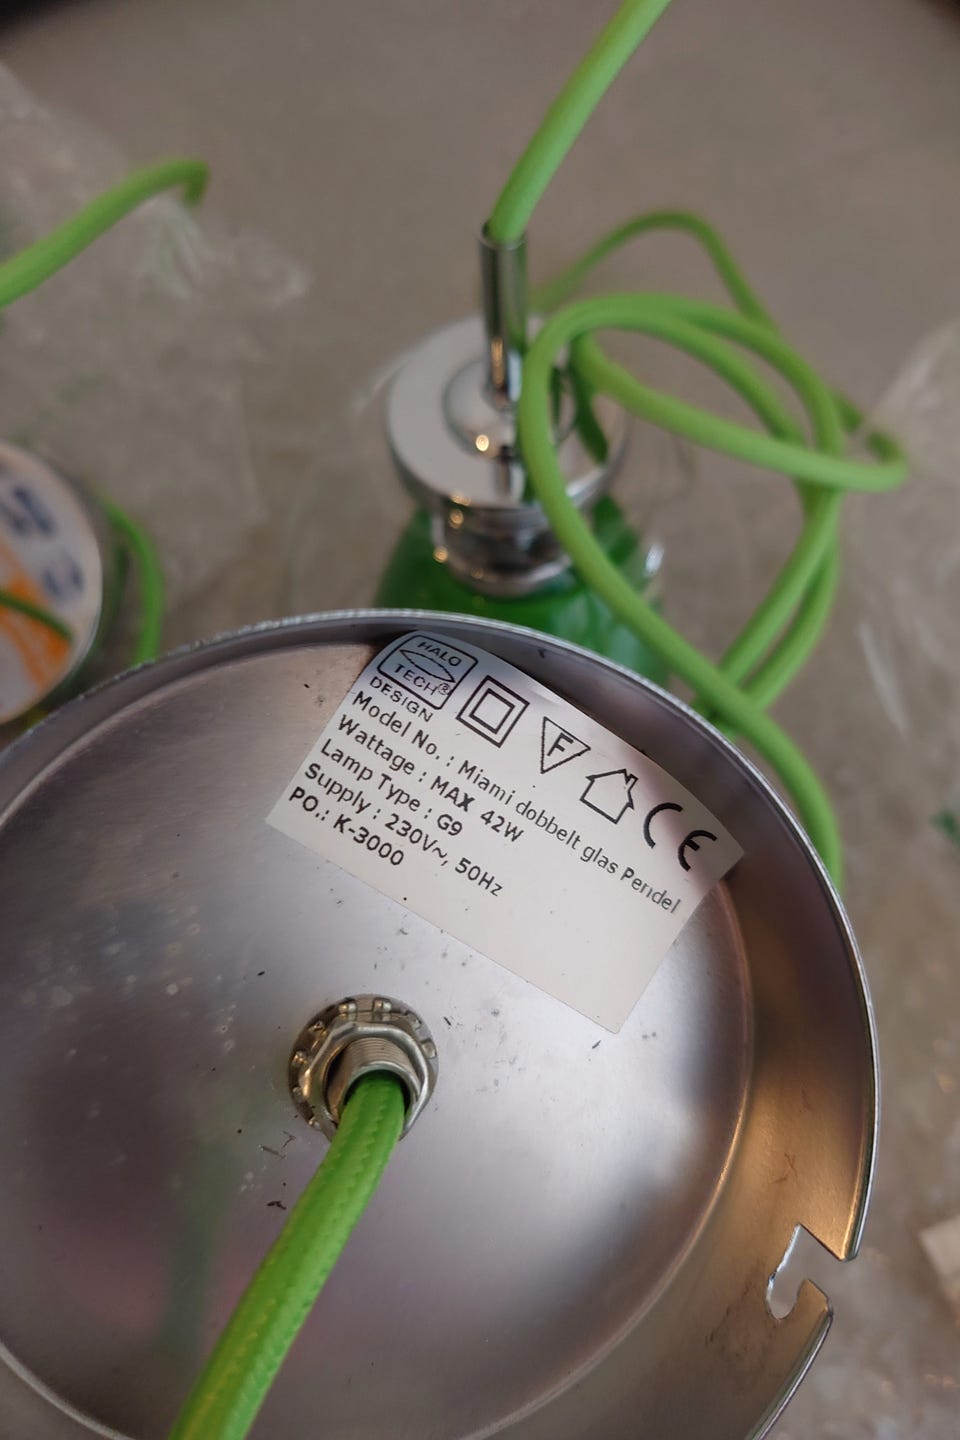 HALO
TECH®
DESIGN
F
CE
Model No. : Miami dobbelt glas Pendel
Wattage : MAX 42W
Lamp Type : G9
Supply : 230V~, 50Hz
PO.: K-3000